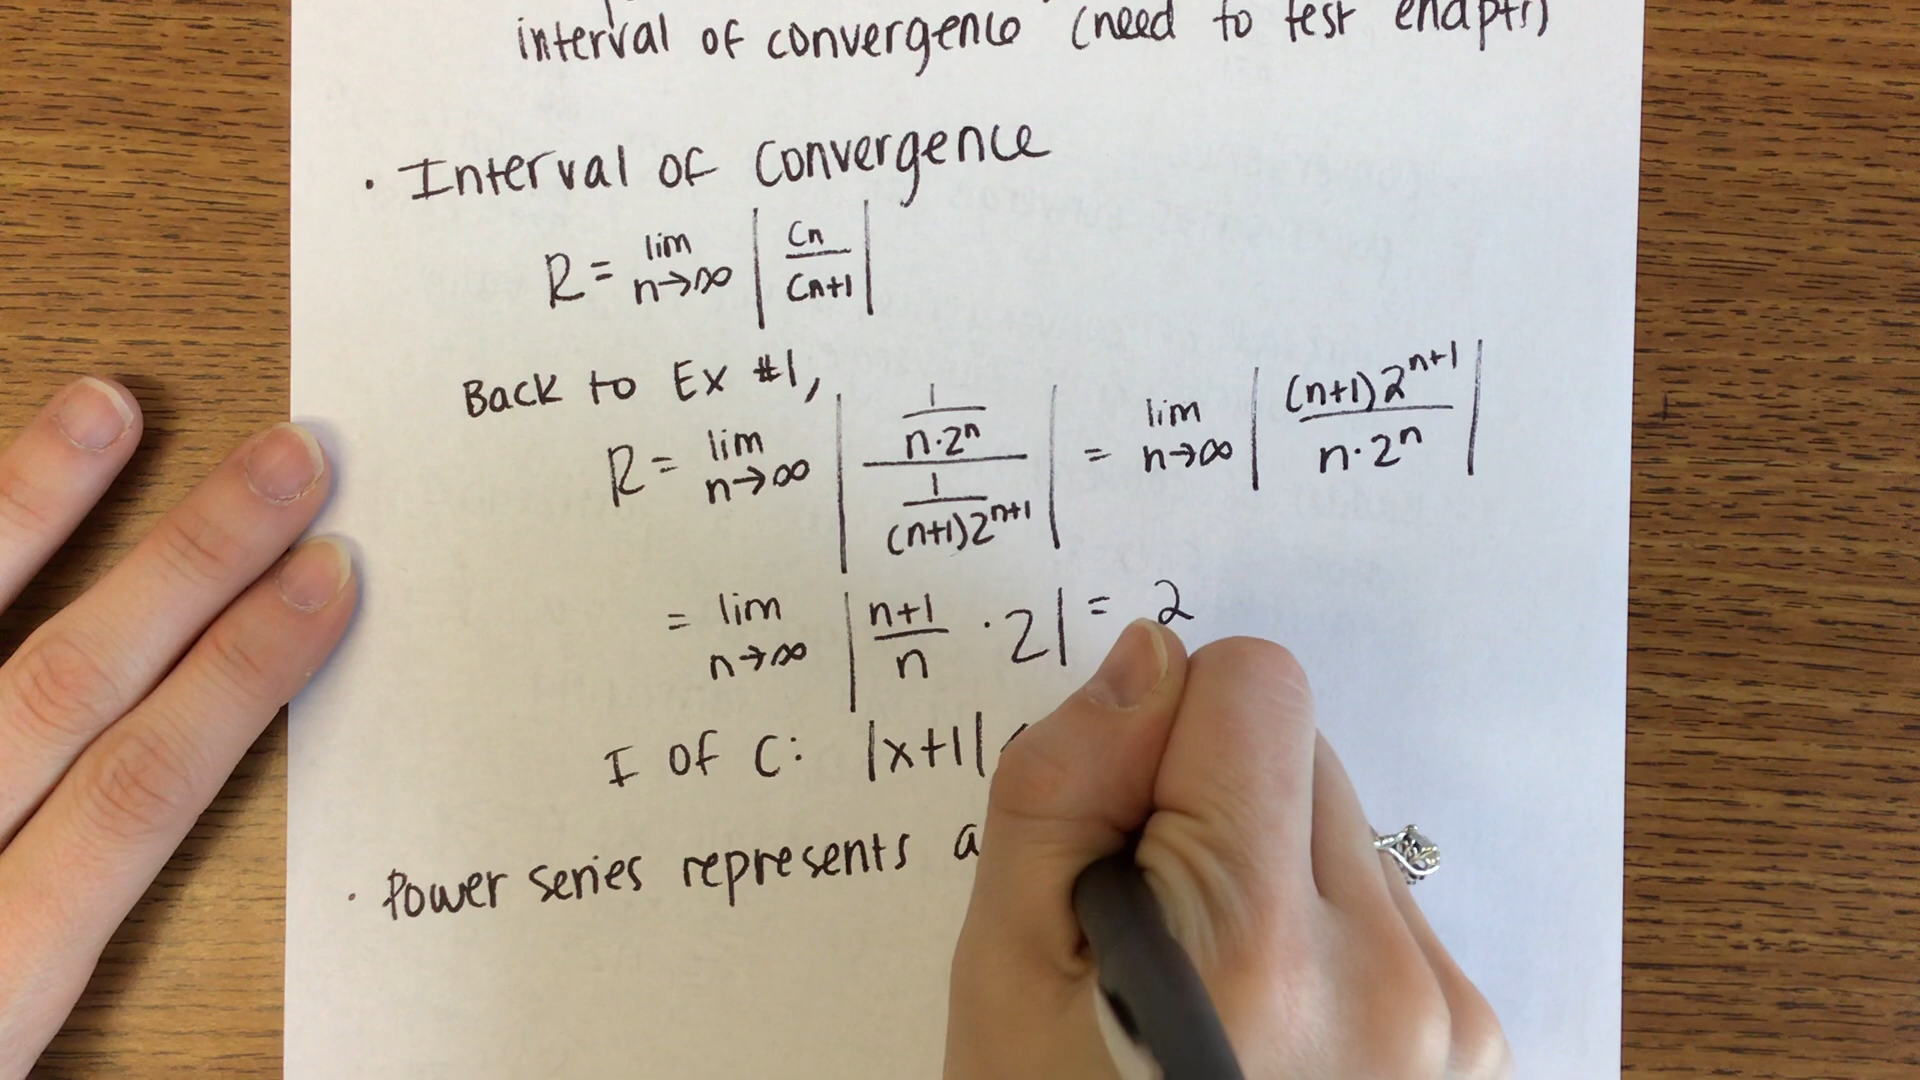 interval of convergence (need to test endpts)
• Interval of Convergence
R = lim n→∞ | Cn / Cn+1 |
Back to Ex #1,
R = lim n→∞ | (1 / n·2^n) / (1 / (n+1)2^n+1) | = lim n→∞ | (n+1)2^n+1 / n·2^n |
= lim n→∞ | n+1 / n · 2 | = 2
I of C: |x+1|
• Power series represents a